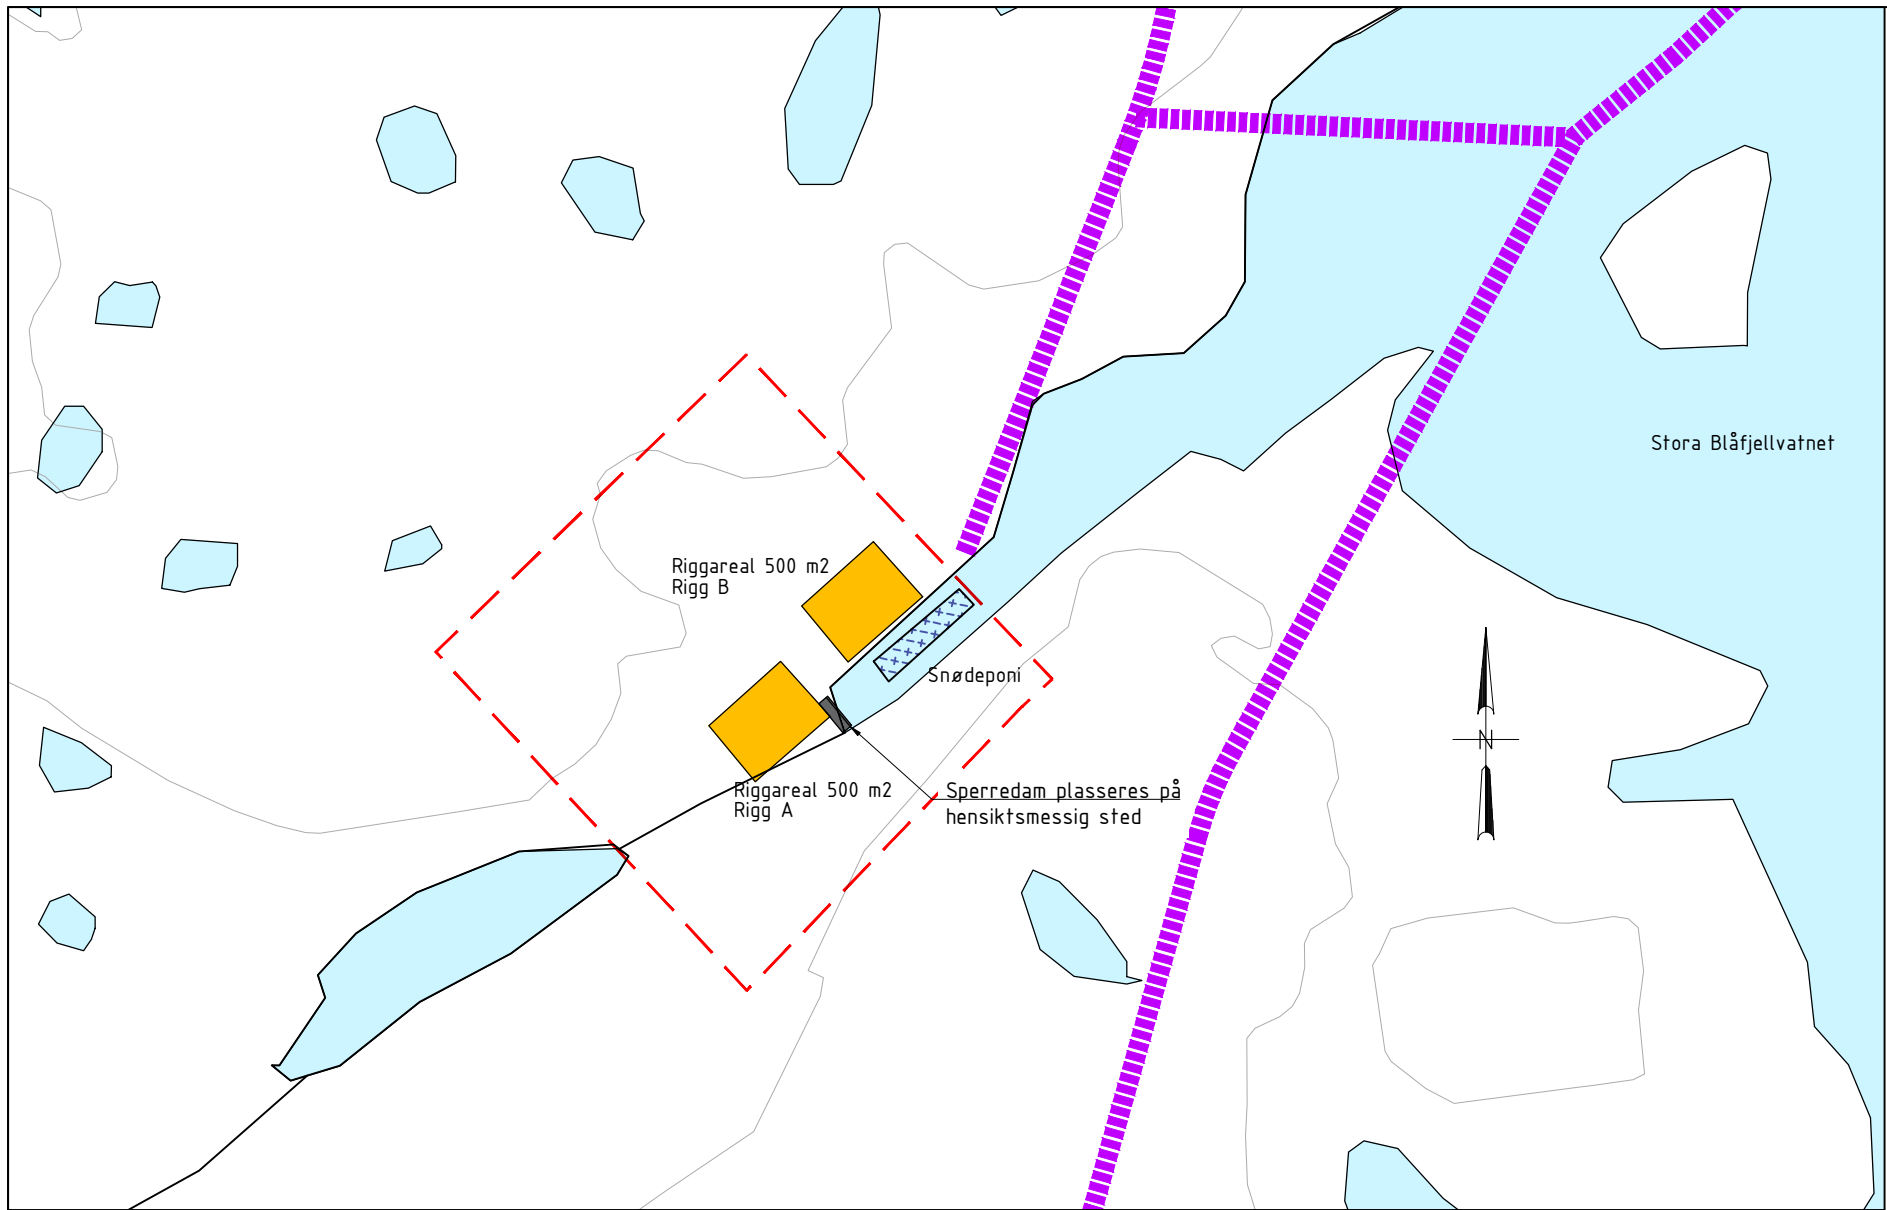 Stora Blåfjellvatnet
Riggareal 500 m2
Rigg B
Snødeponi
N
Riggareal 500 m2
Rigg A
Sperredam plasseres på
hensiktsmessig sted